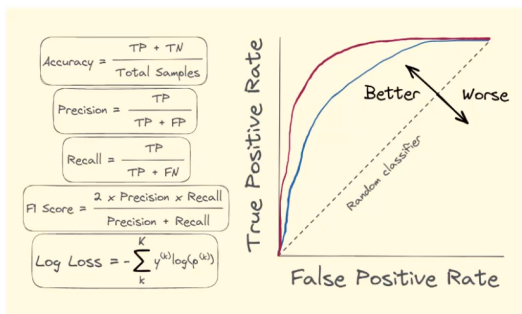 Accuracy = TP + TN / Total Samples
Precision = TP / TP + FP
Recall = TP / TP + FN
F1 Score = 2 x Precision x Recall / Precision + Recall
Log Loss = - K ∑ k y^(k) log(p^(k))
True Positive Rate
Better
Worse
Random classifier
False Positive Rate